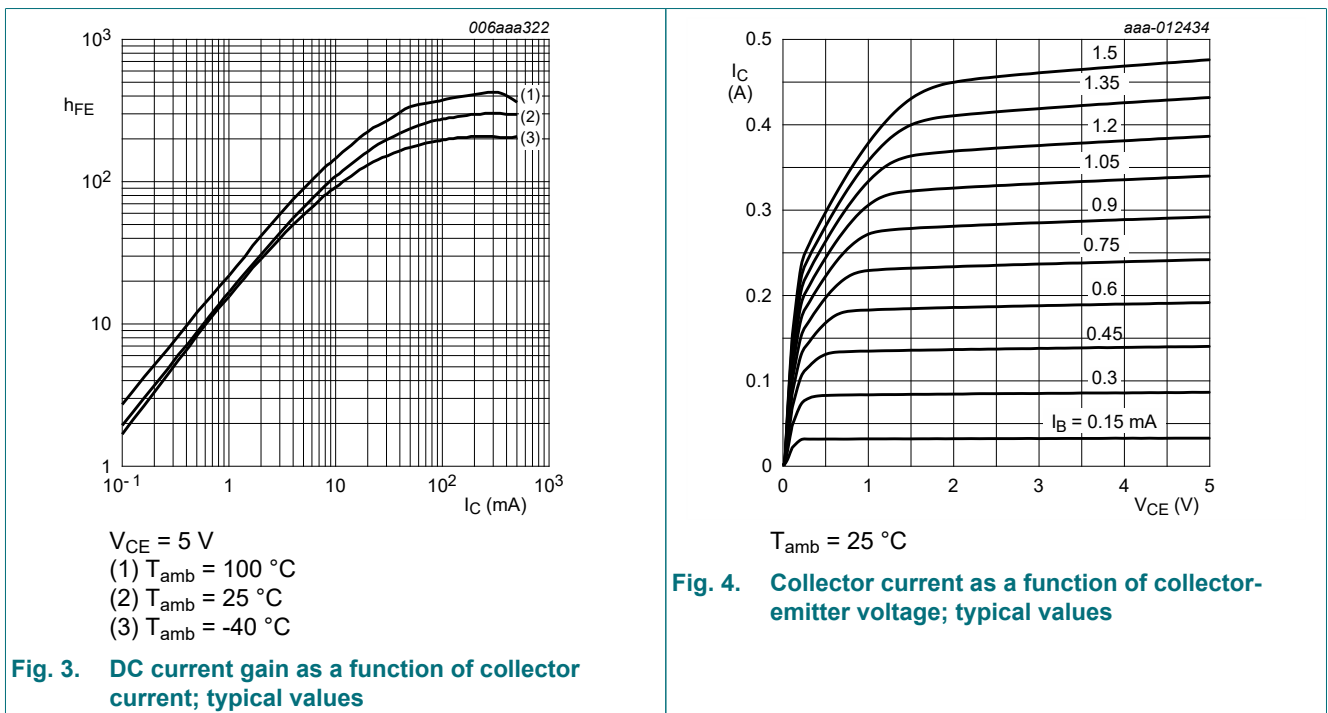 006aaa322
10³
h_FE
10²
10
1
10⁻¹ 1 10 10² 10³
I_C (mA)
(1)
(2)
(3)
V_CE = 5 V
(1) T_amb = 100 °C
(2) T_amb = 25 °C
(3) T_amb = -40 °C
Fig. 3. DC current gain as a function of collector
current; typical values
aaa-012434
0.5
I_C
(A)
0.4
0.3
0.2
0.1
0
1.5
1.35
1.2
1.05
0.9
0.75
0.6
0.45
0.3
I_B = 0.15 mA
0 1 2 3 4 5
V_CE (V)
T_amb = 25 °C
Fig. 4. Collector current as a function of collector-
emitter voltage; typical values